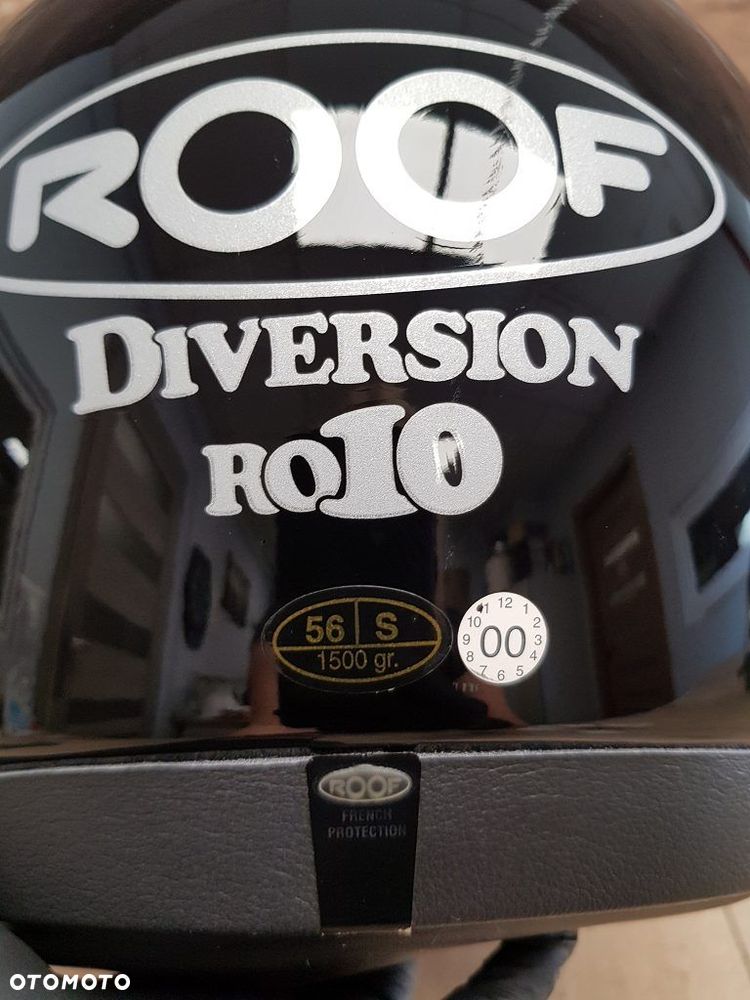 ROOF
DIVERSION
RO10
56 S
1500 gr.
11 12 1
10 2
9 00 3
8 4
7 6 5
ROOF
FRENCH
PROTECTION
OTOMOTO